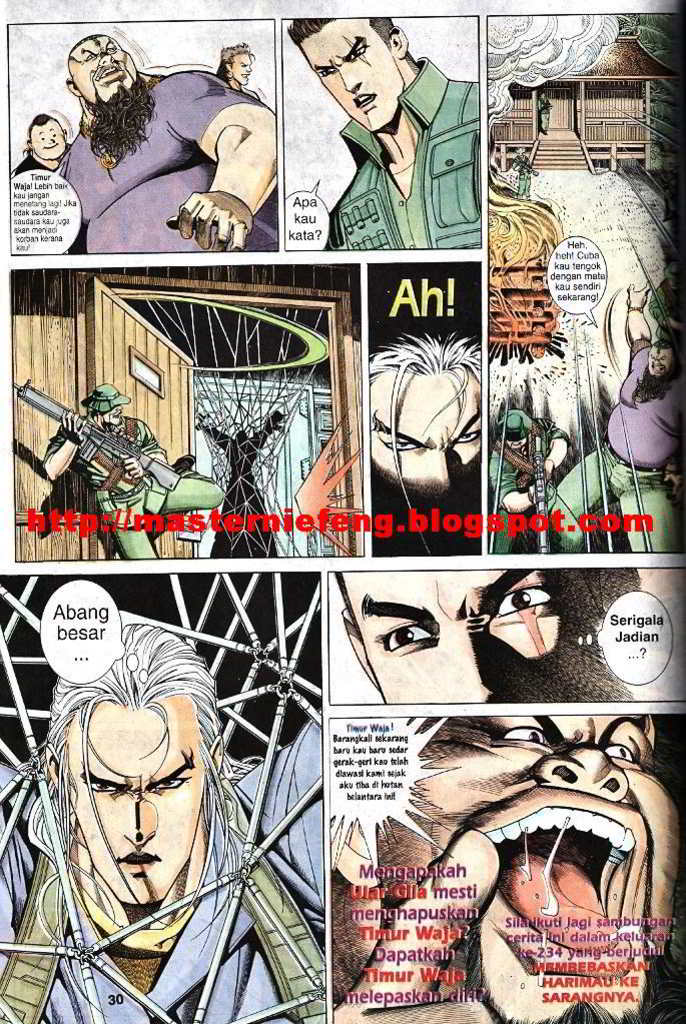 Timur
Waja! Lebih baik
kau jangan
menentang lagi! Jika
tidak saudara-
saudara kau juga
akan menjadi
korban kerana
kau!
Apa
kau
kata?
Heh,
heh! Cuba
kau tengok
dengan mata
kau sendiri
sekarang!
Ah!
http://masterniefeng.blogspot.com
Abang
besar
...
Serigala
Jadian
...?
Timur Waja!
Barangkali sekarang
baru kau baru sedar
gerak-geri kau telah
diawasi kami sejak
aku tiba di hutan
belantara ini!
Mengapakah
Ular Gila mesti
menghapuskan
Timur Waja?
Dapatkah
Timur Waja
melepaskan diri?
Sila ikuti lagi sambungan
cerita ini dalam keluaran
ke-234 yang berjudul
MEMBEBASKAN
HARIMAU KE
SARANGNYA.
30